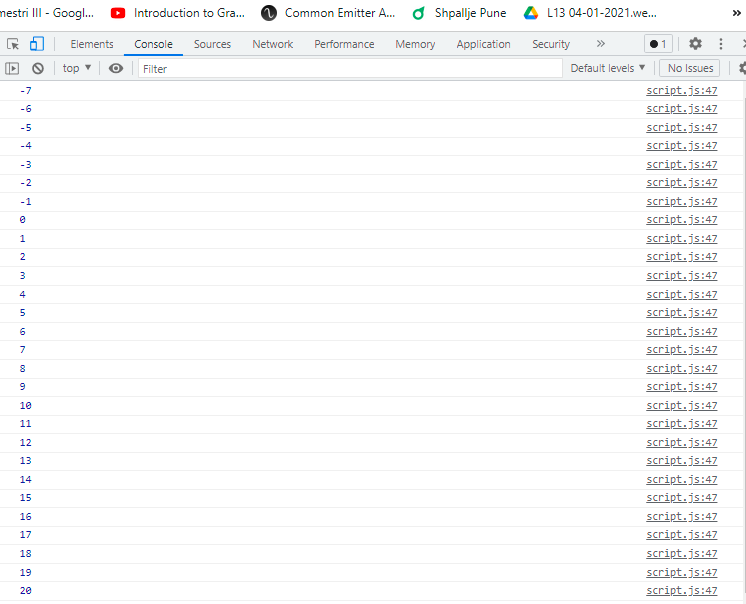 mestri III - Googl... Introduction to Gra... Common Emitter A... Shpallje Pune L13 04-01-2021.we... »
Elements Console Sources Network Performance Memory Application Security » 1
top ▼ Filter Default levels ▼ No Issues
-7 script.js:47
-6 script.js:47
-5 script.js:47
-4 script.js:47
-3 script.js:47
-2 script.js:47
-1 script.js:47
0 script.js:47
1 script.js:47
2 script.js:47
3 script.js:47
4 script.js:47
5 script.js:47
6 script.js:47
7 script.js:47
8 script.js:47
9 script.js:47
10 script.js:47
11 script.js:47
12 script.js:47
13 script.js:47
14 script.js:47
15 script.js:47
16 script.js:47
17 script.js:47
18 script.js:47
19 script.js:47
20 script.js:47